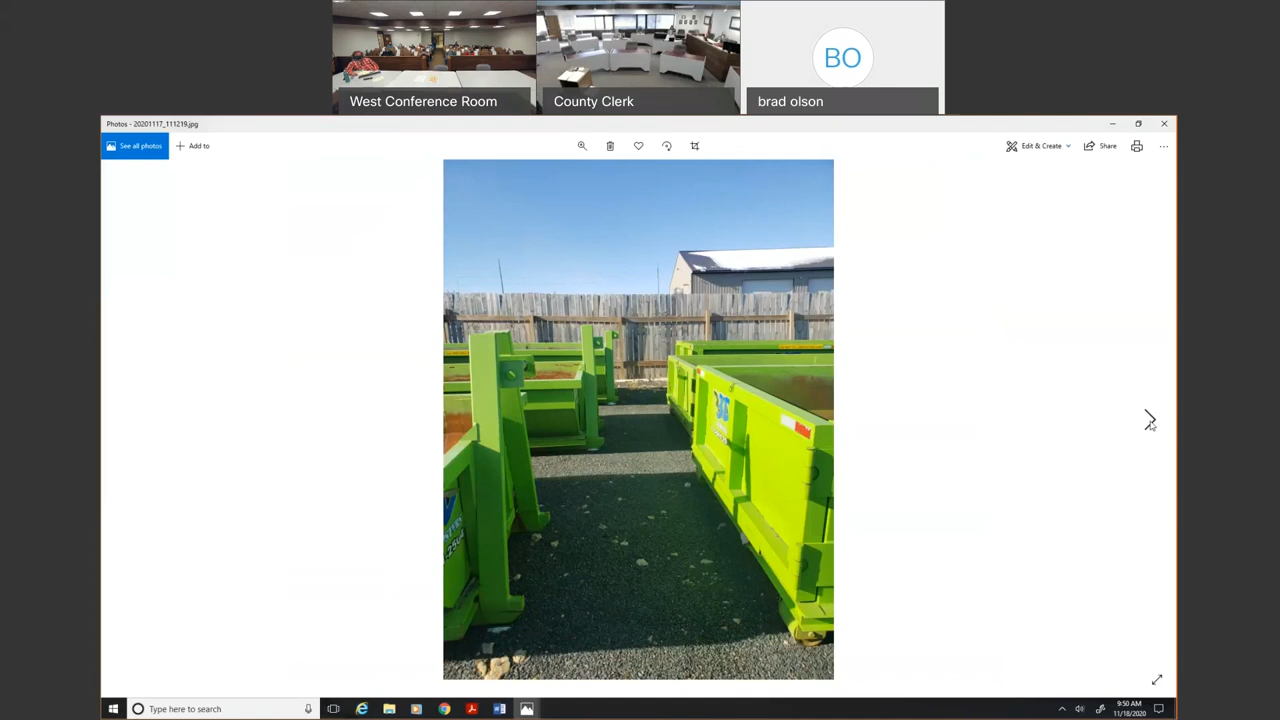 West Conference Room
County Clerk
BO
brad olson
Photos - 20201117_111219.jpg
See all photos
Add to
Edit & Create
Share
Type here to search
9:50 AM
11/18/2020